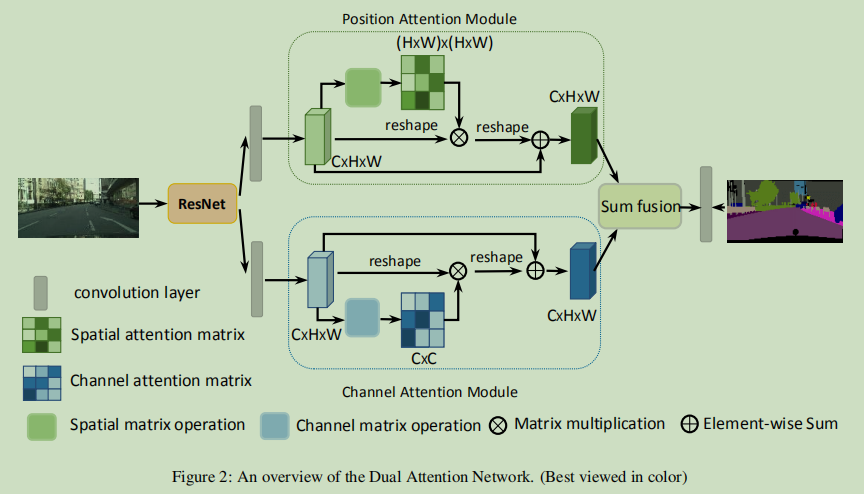 Position Attention Module
(HxW)x(HxW)
CxHxW
reshape
reshape
CxHxW
ResNet
Sum fusion
convolution layer
reshape
reshape
CxHxW
CxHxW
CxC
Spatial attention matrix
Channel attention matrix
Channel Attention Module
Spatial matrix operation
Channel matrix operation
Matrix multiplication
Element-wise Sum
Figure 2: An overview of the Dual Attention Network. (Best viewed in color)